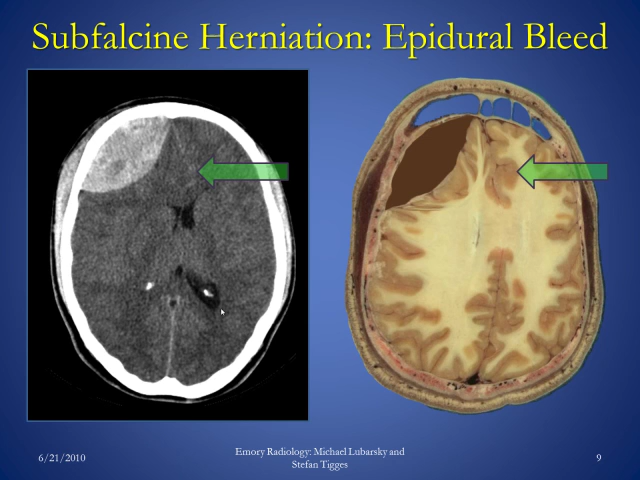 Subfalcine Herniation: Epidural Bleed
6/21/2010
Emory Radiology: Michael Lubarsky and
Stefan Tigges
9